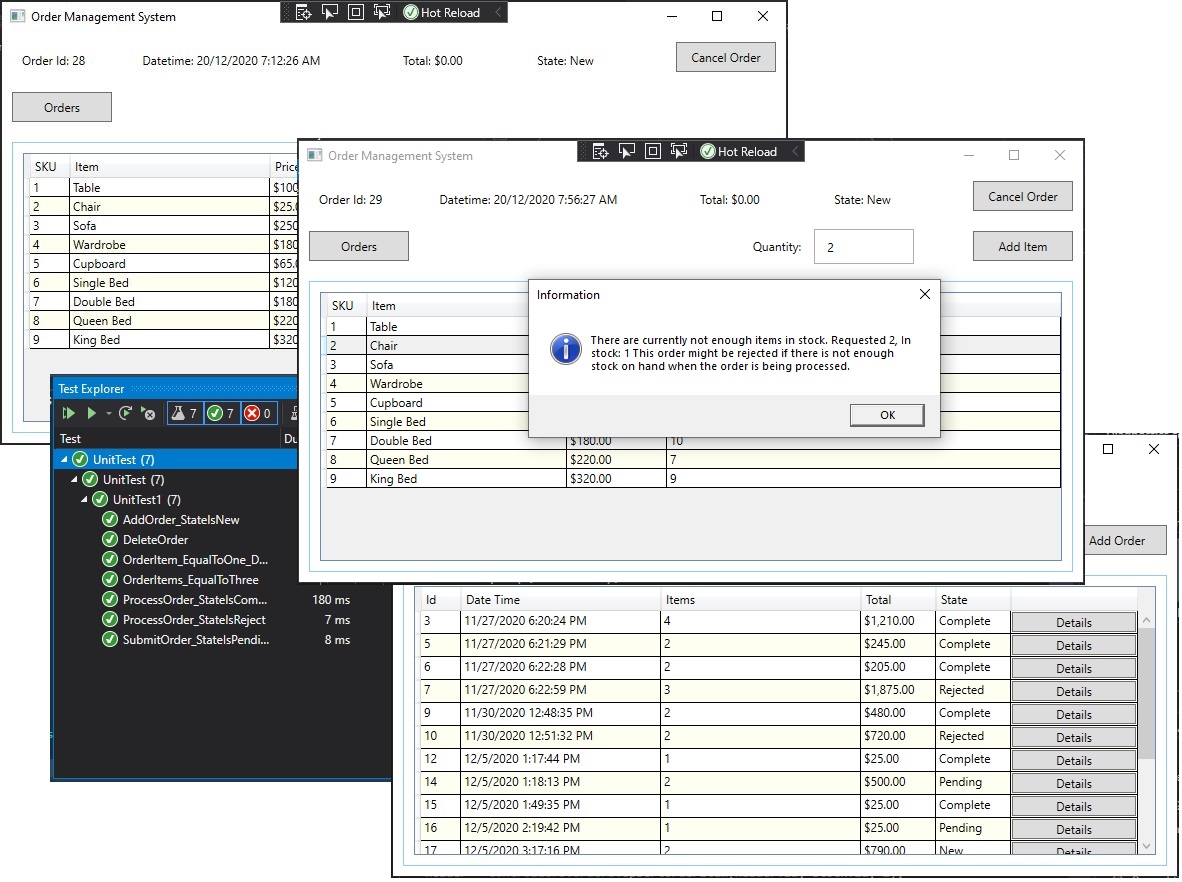 Order Management System
Hot Reload
Order Id: 28 Datetime: 20/12/2020 7:12:26 AM Total: $0.00 State: New Cancel Order
Orders
SKU Item
1 Table
2 Chair
3 Sofa
4 Wardrobe
5 Cupboard
6 Single Bed
7 Double Bed
8 Queen Bed
9 King Bed
Order Management System
Hot Reload
Order Id: 29 Datetime: 20/12/2020 7:56:27 AM Total: $0.00 State: New Cancel Order
Orders Quantity: 2 Add Item
SKU Item
1 Table
2 Chair
3 Sofa
4 Wardrobe
5 Cupboard
6 Single Bed
7 Double Bed $180.00 10
8 Queen Bed $220.00 7
9 King Bed $320.00 9
Information
There are currently not enough items in stock. Requested 2, In
stock: 1 This order might be rejected if there is not enough
stock on hand when the order is being processed.
OK
Test Explorer
7 7 0
Test
UnitTest (7)
UnitTest (7)
UnitTest1 (7)
AddOrder_StateIsNew
DeleteOrder
OrderItem_EqualToOne_D...
OrderItems_EqualToThree
ProcessOrder_StateIsCom... 180 ms
ProcessOrder_StateIsReject 7 ms
SubmitOrder_StateIsPendi... 8 ms
Add Order
Id Date Time Items Total State
3 11/27/2020 6:20:24 PM 4 $1,210.00 Complete Details
5 11/27/2020 6:21:29 PM 2 $245.00 Complete Details
6 11/27/2020 6:22:28 PM 2 $205.00 Complete Details
7 11/27/2020 6:22:59 PM 3 $1,875.00 Rejected Details
9 11/30/2020 12:48:35 PM 2 $480.00 Complete Details
10 11/30/2020 12:51:32 PM 2 $720.00 Rejected Details
12 12/5/2020 1:17:44 PM 1 $25.00 Complete Details
14 12/5/2020 1:18:13 PM 2 $500.00 Pending Details
15 12/5/2020 1:49:35 PM 1 $25.00 Complete Details
16 12/5/2020 2:19:42 PM 1 $25.00 Pending Details
17 12/5/2020 3:17:16 PM 2 $790.00 New Details